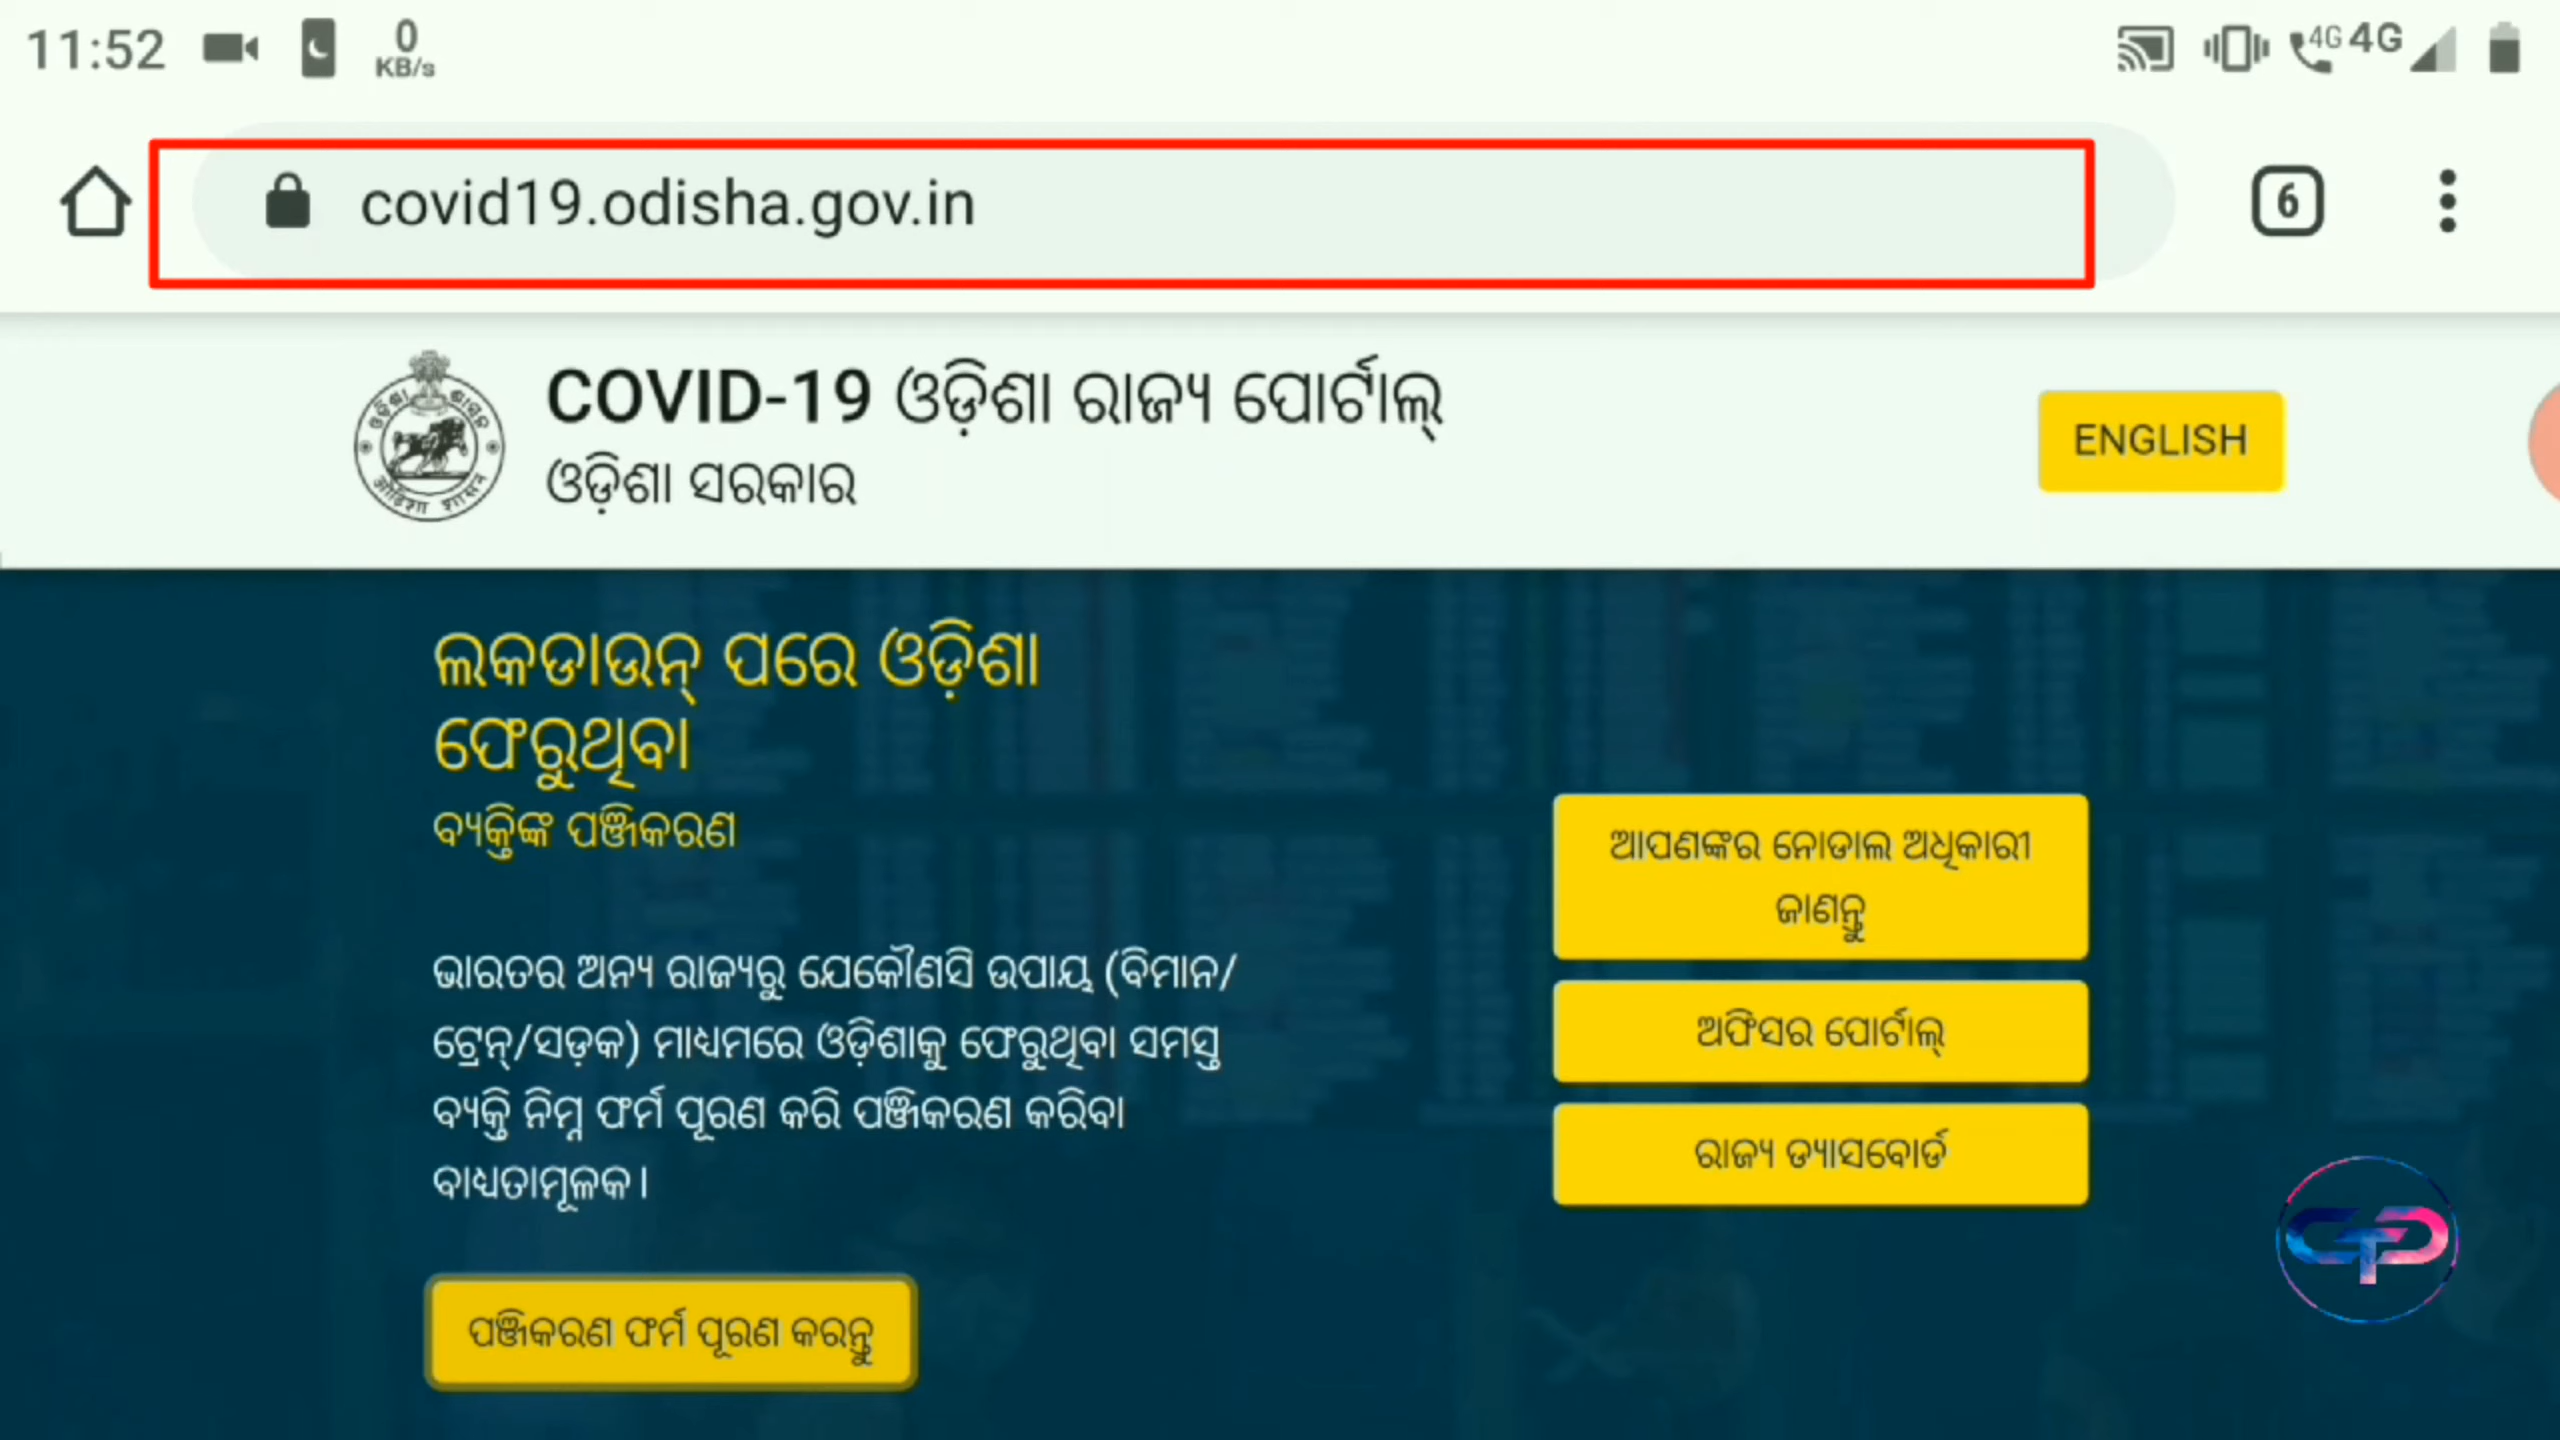 11:52
0
KB/s
4G 4G
covid19.odisha.gov.in
6
COVID-19 ଓଡ଼ିଶା ରାଜ୍ୟ ପୋର୍ଟାଲ୍
ଓଡ଼ିଶା ସରକାର
ENGLISH
ଲକଡାଉନ୍ ପରେ ଓଡ଼ିଶା
ଫେରୁଥିବା
ବ୍ୟକ୍ତିଙ୍କ ପଞ୍ଜିକରଣ
ଭାରତର ଅନ୍ୟ ରାଜ୍ୟରୁ ଯେକୌଣସି ଉପାୟ (ବିମାନ/
ଟ୍ରେନ୍/ସଡ଼କ) ମାଧ୍ୟମରେ ଓଡ଼ିଶାକୁ ଫେରୁଥିବା ସମସ୍ତ
ବ୍ୟକ୍ତି ନିମ୍ନ ଫର୍ମ ପୂରଣ କରି ପଞ୍ଜିକରଣ କରିବା
ବାଧ୍ୟତାମୂଳକ।
ପଞ୍ଜିକରଣ ଫର୍ମ ପୂରଣ କରନ୍ତୁ
ଆପଣଙ୍କର ନୋଡାଲ ଅଧିକାରୀ
ଜାଣନ୍ତୁ
ଅଫିସର ପୋର୍ଟାଲ୍
ରାଜ୍ୟ ଡ୍ୟାସବୋର୍ଡ